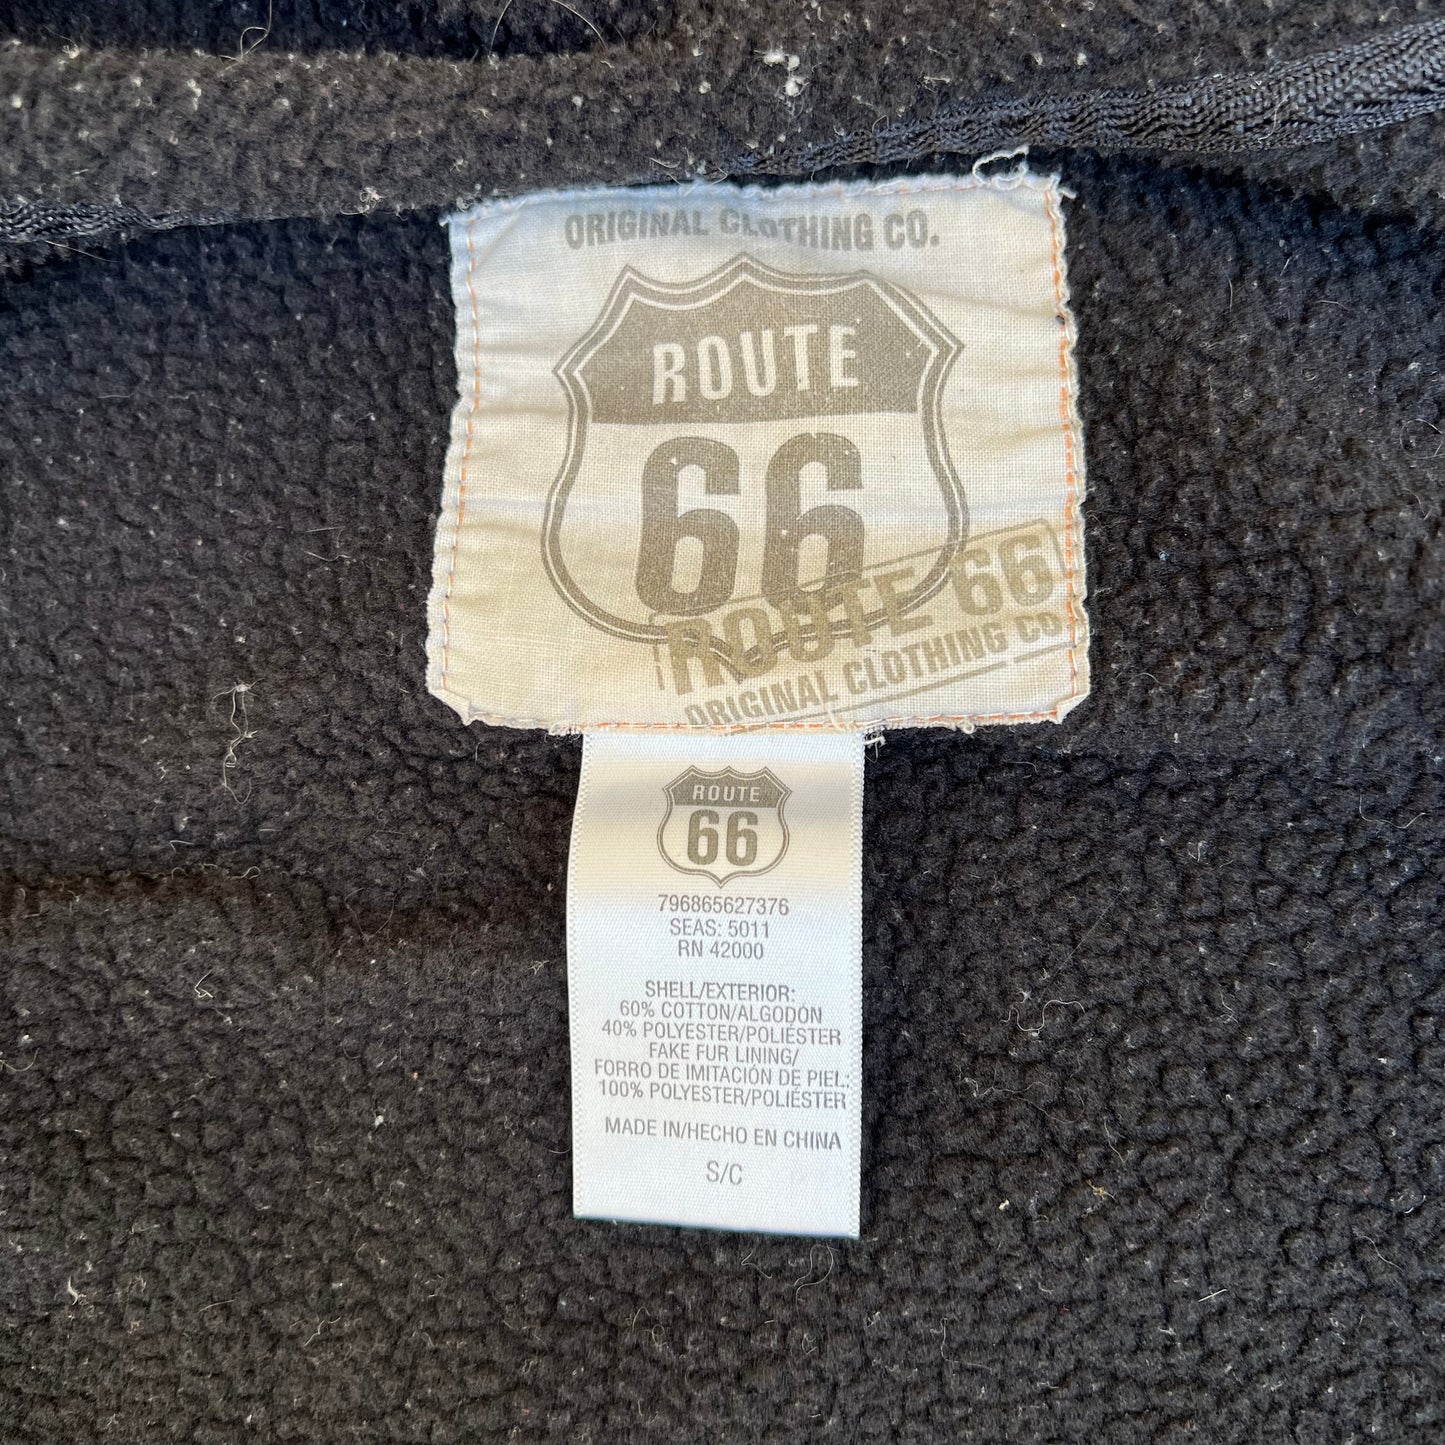 ORIGINAL CLOTHING CO.
ROUTE
66
ROUTE 66
ORIGINAL CLOTHING CO.
ROUTE
66
796865627376
SEAS: 5011
RN 42000
SHELL/EXTERIOR:
60% COTTON/ALGODÓN
40% POLYESTER/POLIÉSTER
FAKE FUR LINING/
FORRO DE IMITACIÓN DE PIEL:
100% POLYESTER/POLIÉSTER
MADE IN/HECHO EN CHINA
S/C